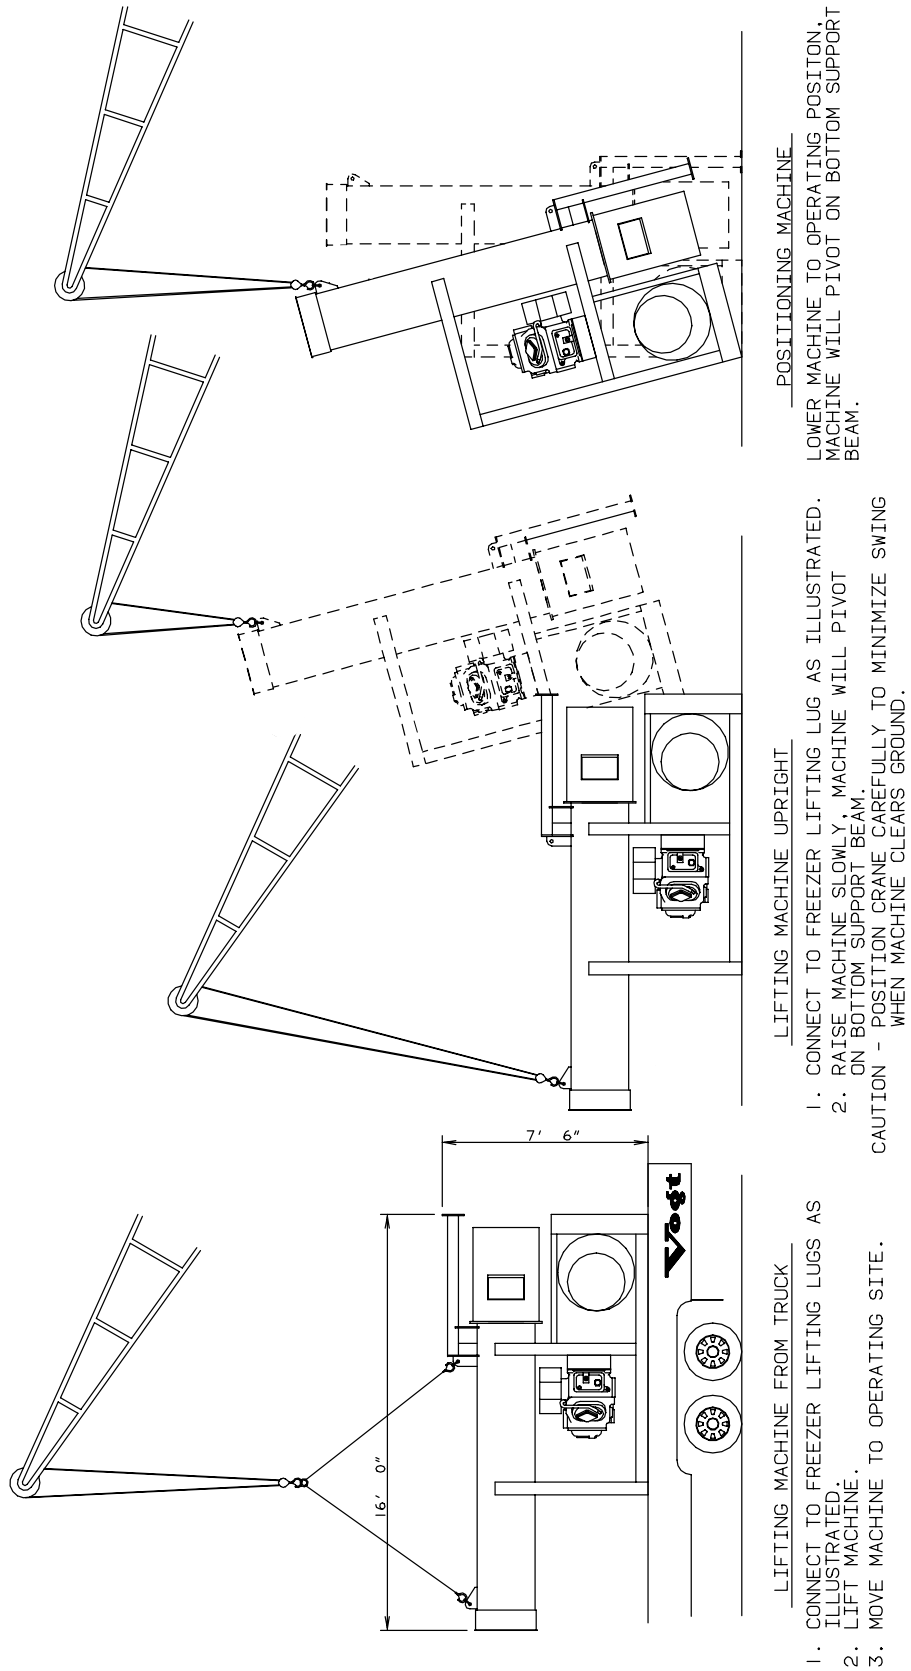 16' 0"
7' 6"
Vogt
LIFTING MACHINE FROM TRUCK
1. CONNECT TO FREEZER LIFTING LUGS AS
ILLUSTRATED.
2. LIFT MACHINE.
3. MOVE MACHINE TO OPERATING SITE.
LIFTING MACHINE UPRIGHT
1. CONNECT TO FREEZER LIFTING LUG AS ILLUSTRATED.
2. RAISE MACHINE SLOWLY, MACHINE WILL PIVOT
ON BOTTOM SUPPORT BEAM.
CAUTION - POSITION CRANE CAREFULLY TO MINIMIZE SWING
WHEN MACHINE CLEARS GROUND.
POSITIONING MACHINE
LOWER MACHINE TO OPERATING POSITON,
MACHINE WILL PIVOT ON BOTTOM SUPPORT
BEAM.